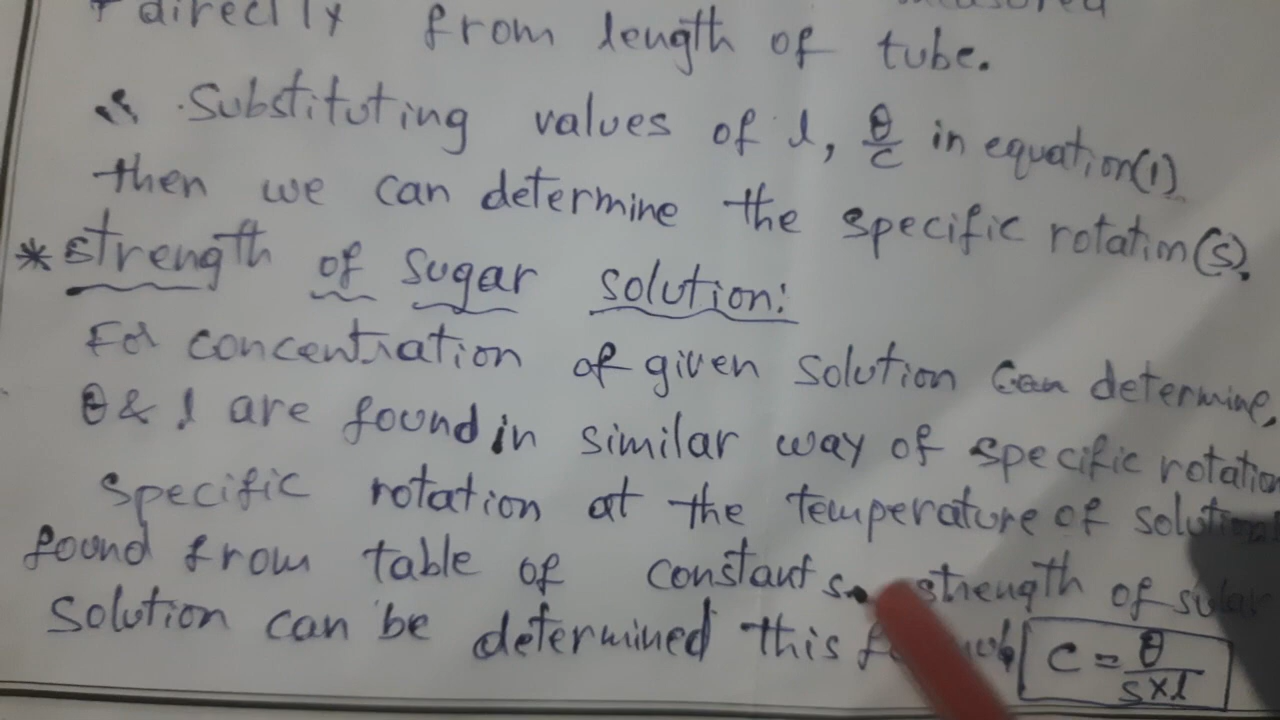 directly from length of tube.
∴ Substituting values of l, θ/c in equation(1)
then we can determine the specific rotation(s).
* strength of sugar solution:
For concentration of given solution can determine,
θ & l are found in similar way of specific rotation
specific rotation at the temperature of solution
found from table of constant so strength of
solution can be determined this c = θ/s×l